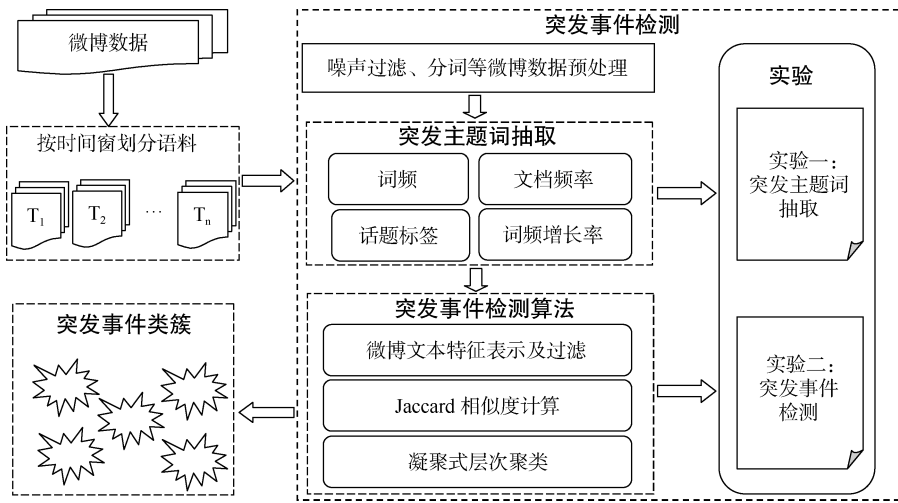 微博数据
按时间窗划分语料
T1 T2 … Tn
突发事件检测
噪声过滤、分词等微博数据预处理
突发主题词抽取
词频 文档频率
话题标签 词频增长率
突发事件检测算法
微博文本特征表示及过滤
Jaccard 相似度计算
凝聚式层次聚类
实验
实验一：
突发主题词
抽取
实验二：
突发事件
检测
突发事件类簇